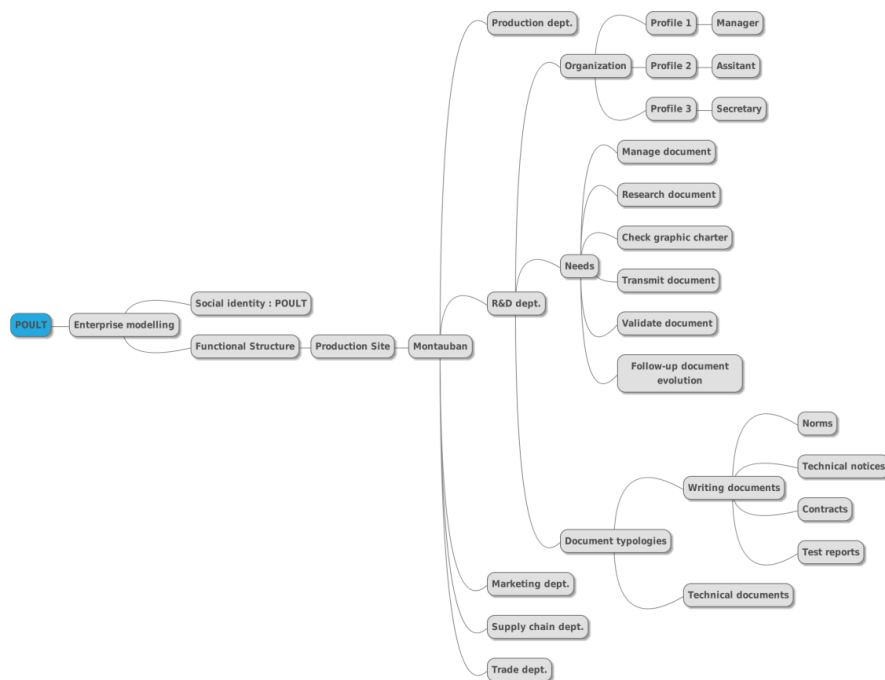 Production dept.
Profile 1
Manager
Organization
Profile 2
Assitant
Profile 3
Secretary
Manage document
Research document
Check graphic charter
Needs
Transmit document
Social identity : POULT
R&D dept.
POULT
Enterprise modelling
Validate document
Functional Structure
Production Site
Montauban
Follow-up document
evolution
Norms
Technical notices
Writing documents
Contracts
Document typologies
Test reports
Marketing dept.
Technical documents
Supply chain dept.
Trade dept.